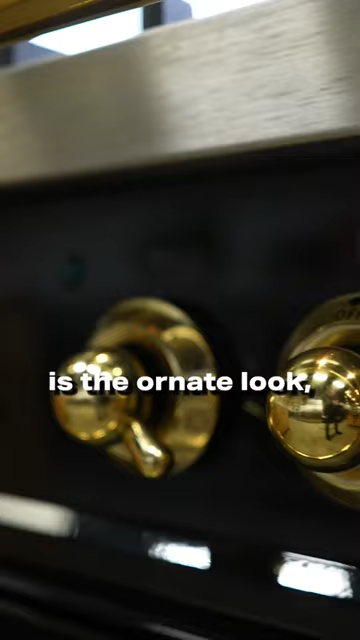 is the ornate look,